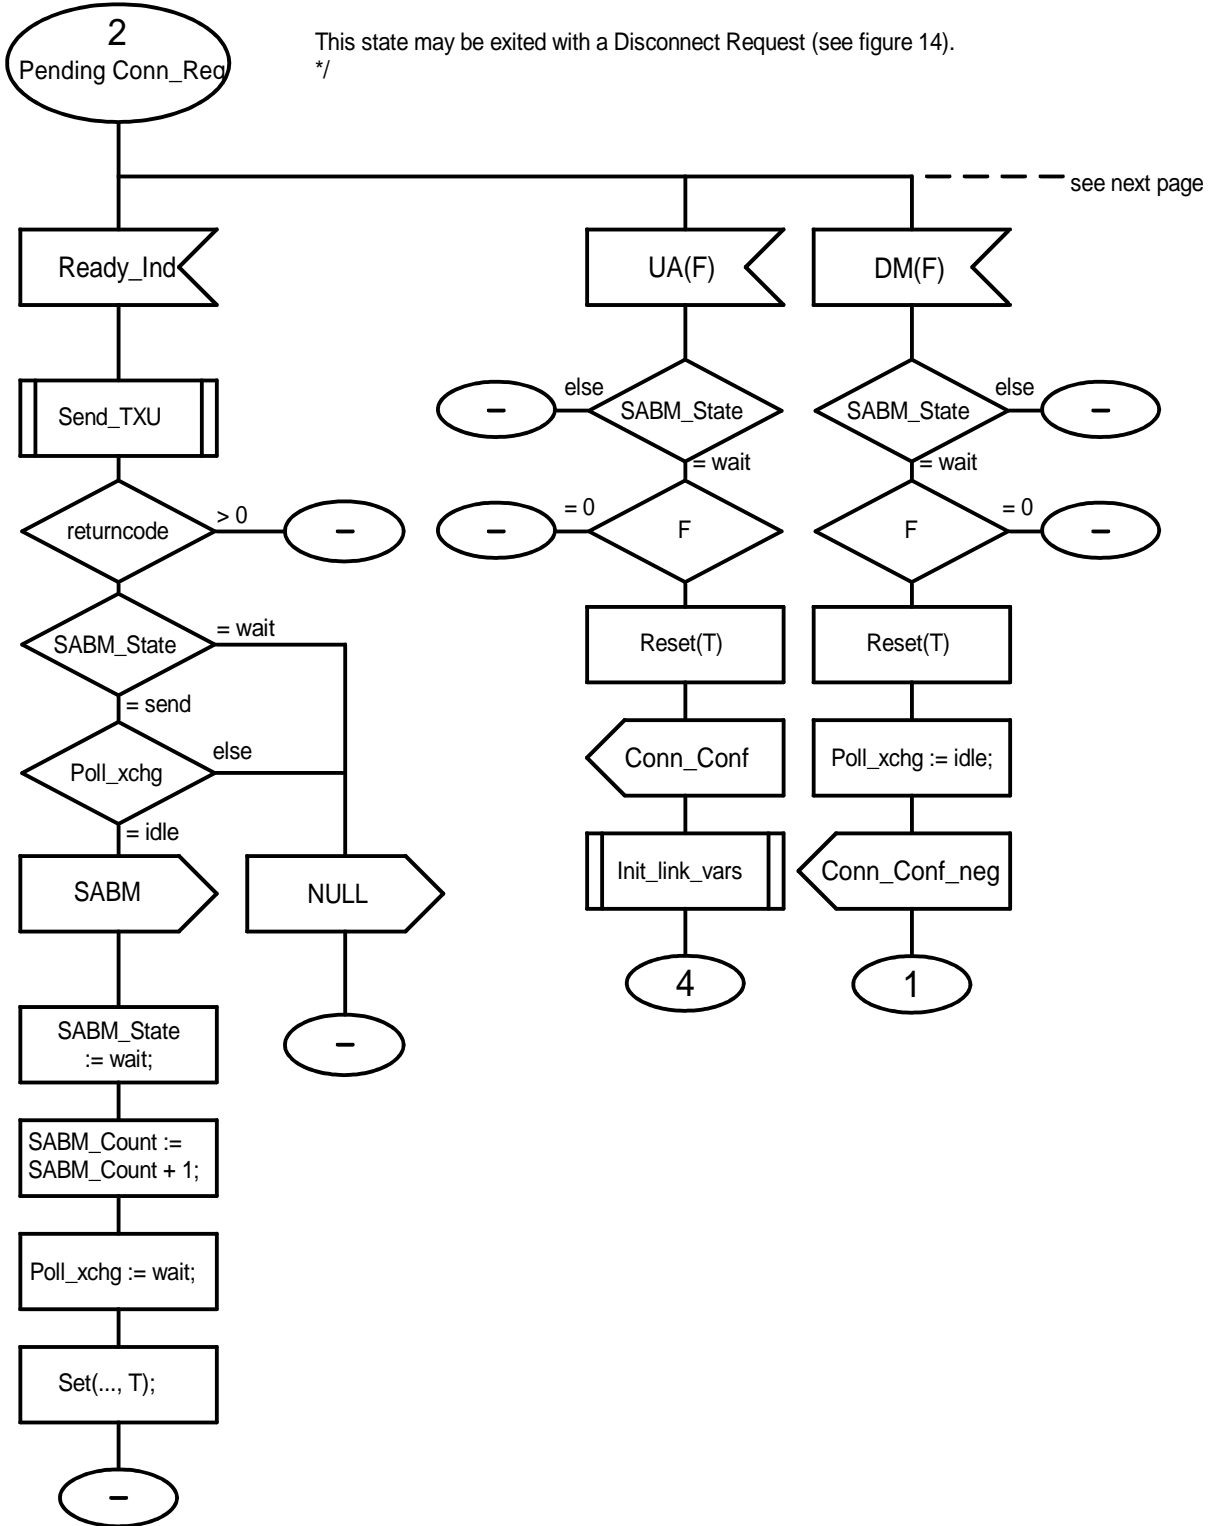 2
Pending Conn_Req
This state may be exited with a Disconnect Request (see figure 14).
*/
see next page
Ready_Ind
UA(F)
DM(F)
Send_TXU
else
SABM_State
= wait
SABM_State
else
= wait
returncode
> 0
–
–
–
= 0
F
–
F
= 0
–
SABM_State
= wait
= send
Reset(T)
Reset(T)
Poll_xchg
else
= idle
Conn_Conf
Poll_xchg := idle;
SABM
NULL
Init_link_vars
Conn_Conf_neg
4
1
SABM_State
:= wait;
–
SABM_Count :=
SABM_Count + 1;
Poll_xchg := wait;
Set(..., T);
–